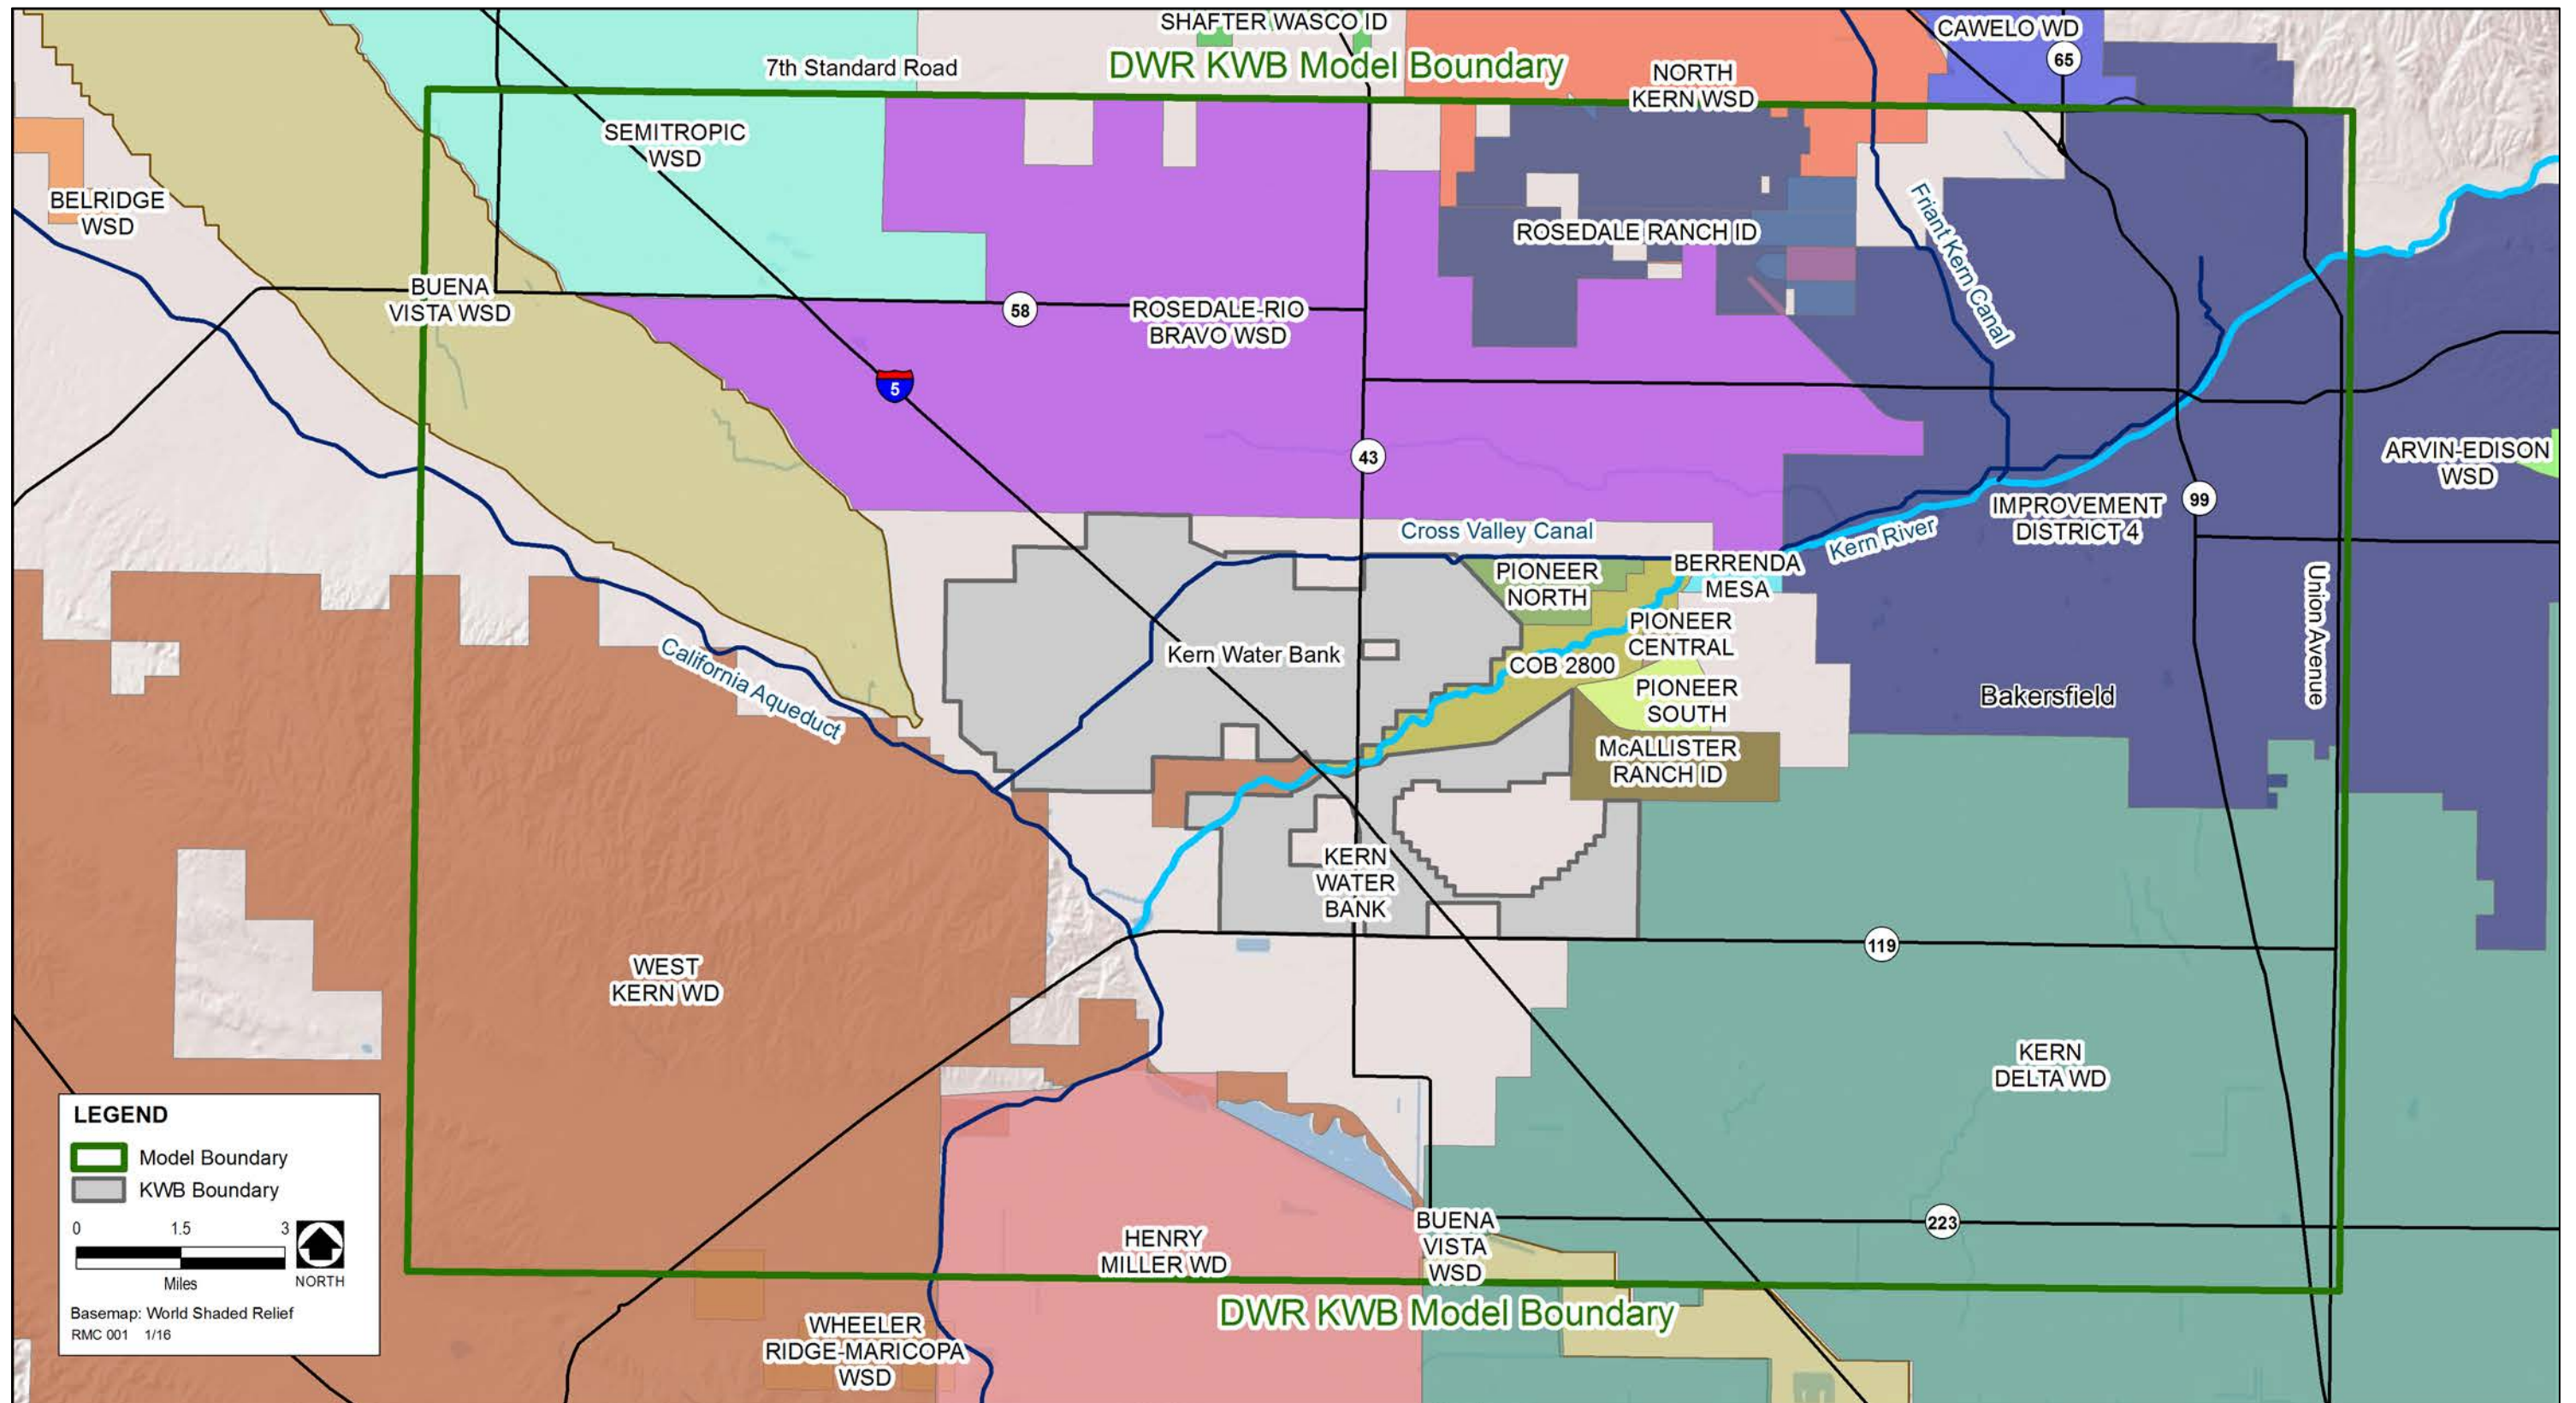 SHAFTER WASCO ID
CAWELO WD
65
7th Standard Road
DWR KWB Model Boundary
NORTH
KERN WSD
SEMITROPIC
WSD
BELRIDGE
WSD
ROSEDALE RANCH ID
Friant Kern Canal
BUENA
VISTA WSD
58
ROSEDALE-RIO
BRAVO WSD
5
43
ARVIN-EDISON
WSD
99
IMPROVEMENT
DISTRICT 4
Cross Valley Canal
Kern River
BERRENDA
MESA
PIONEER
NORTH
Union Avenue
PIONEER
CENTRAL
Kern Water Bank
COB 2800
California Aqueduct
PIONEER
SOUTH
Bakersfield
McALLISTER
RANCH ID
KERN
WATER
BANK
119
WEST
KERN WD
KERN
DELTA WD
LEGEND
Model Boundary
KWB Boundary
0 1.5 3
Miles
NORTH
Basemap: World Shaded Relief
RMC 001 1/16
BUENA
VISTA
WSD
223
HENRY
MILLER WD
DWR KWB Model Boundary
WHEELER
RIDGE-MARICOPA
WSD